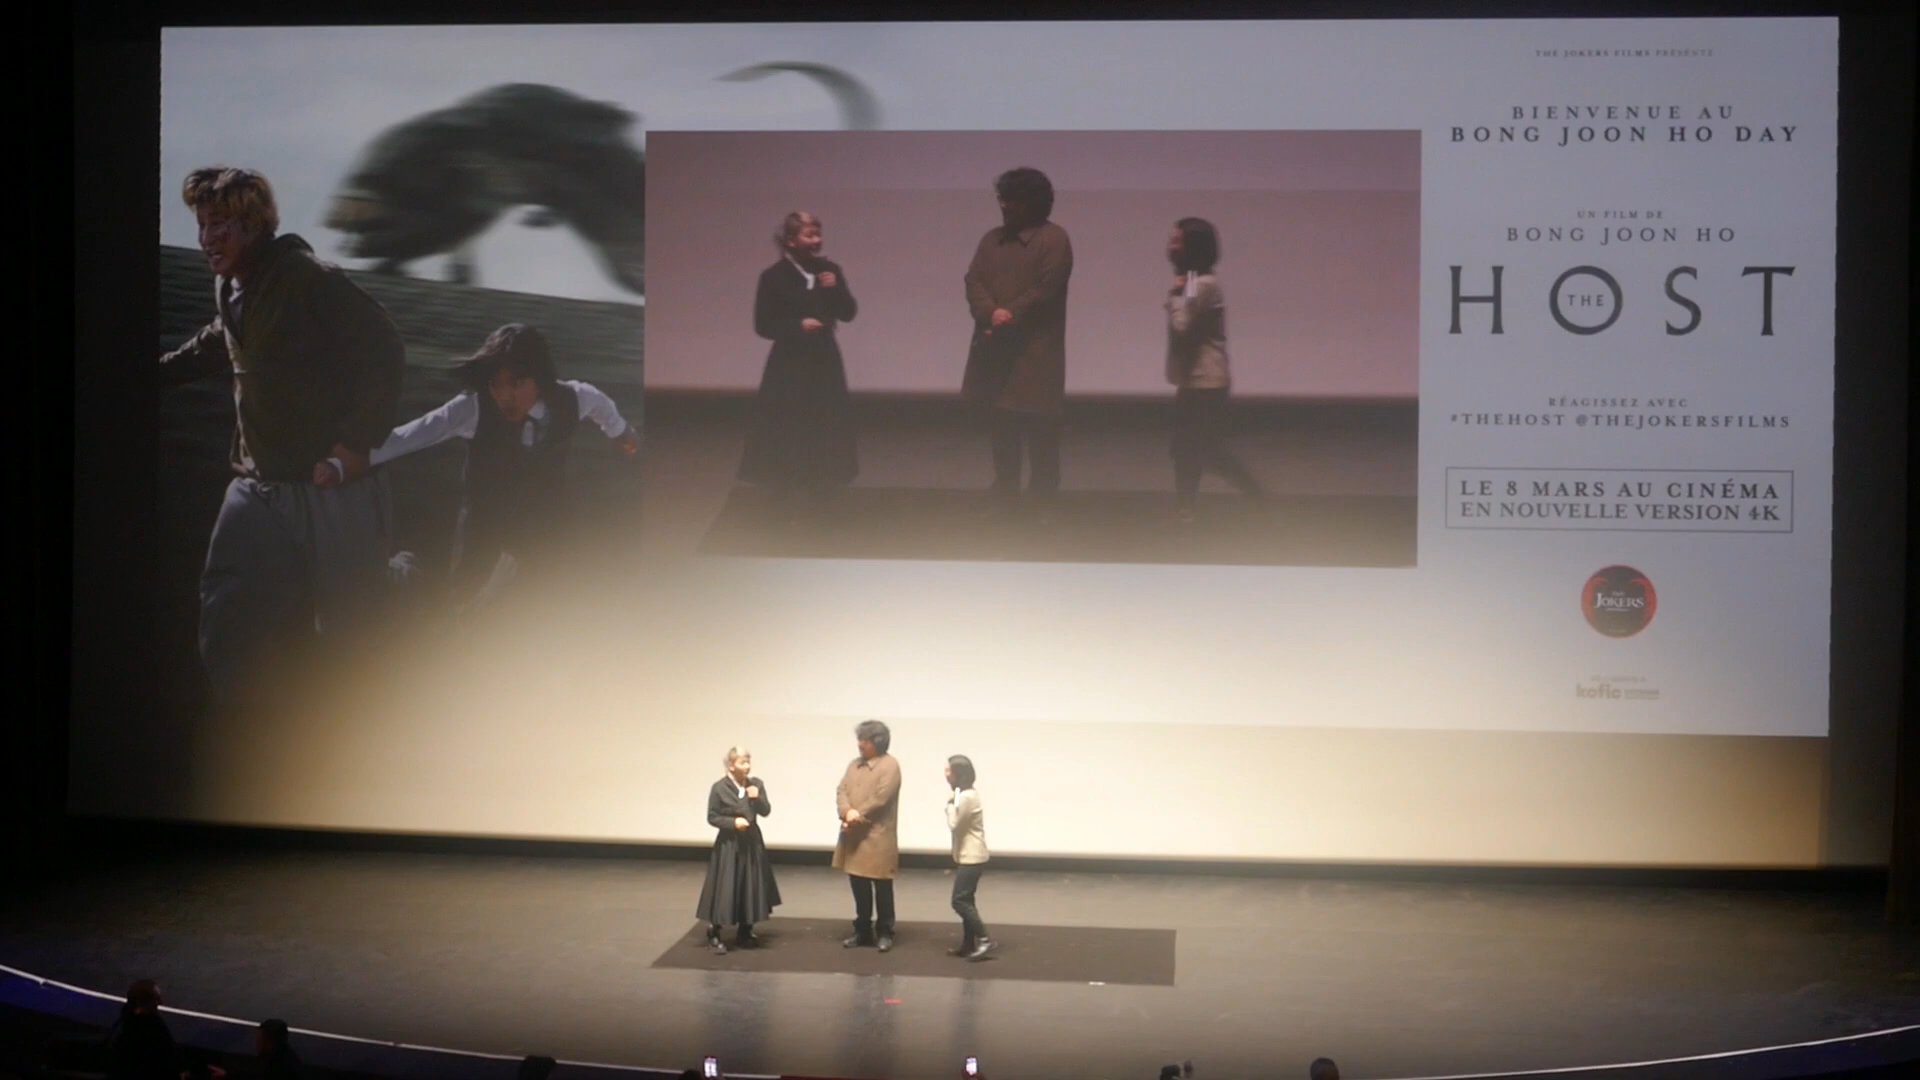 THE JOKERS FILMS PRÉSENTE
BIENVENUE AU
BONG JOON HO DAY
UN FILM DE
BONG JOON HO
THE
HOST
RÉAGISSEZ AVEC
#THEHOST @THEJOKERSFILMS
LE 8 MARS AU CINÉMA
EN NOUVELLE VERSION 4K
THE
JOKERS
kofic